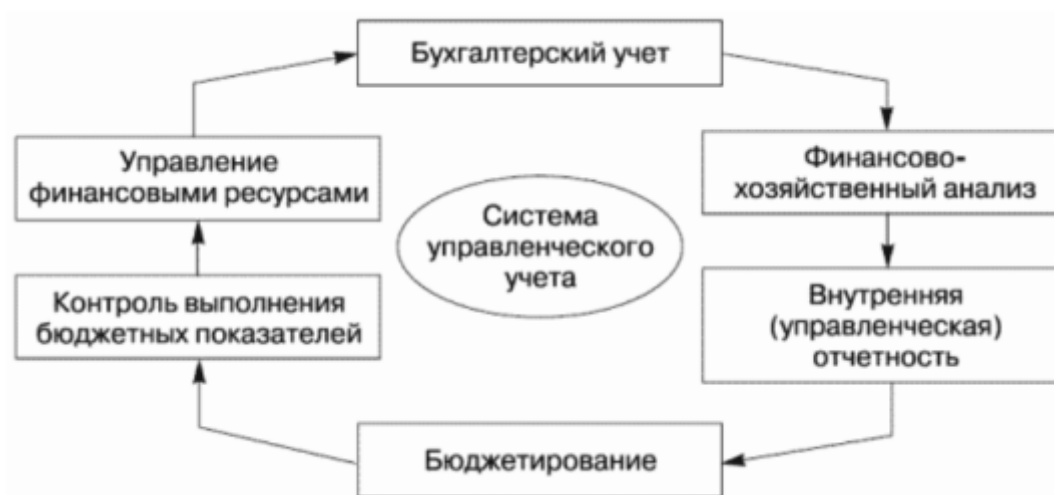 Бухгалтерский учет
Управление
финансовыми ресурсами
Финансово-
хозяйственный анализ
Система
управленческого
учета
Контроль выполнения
бюджетных показателей
Внутренняя
(управленческая)
отчетность
Бюджетирование